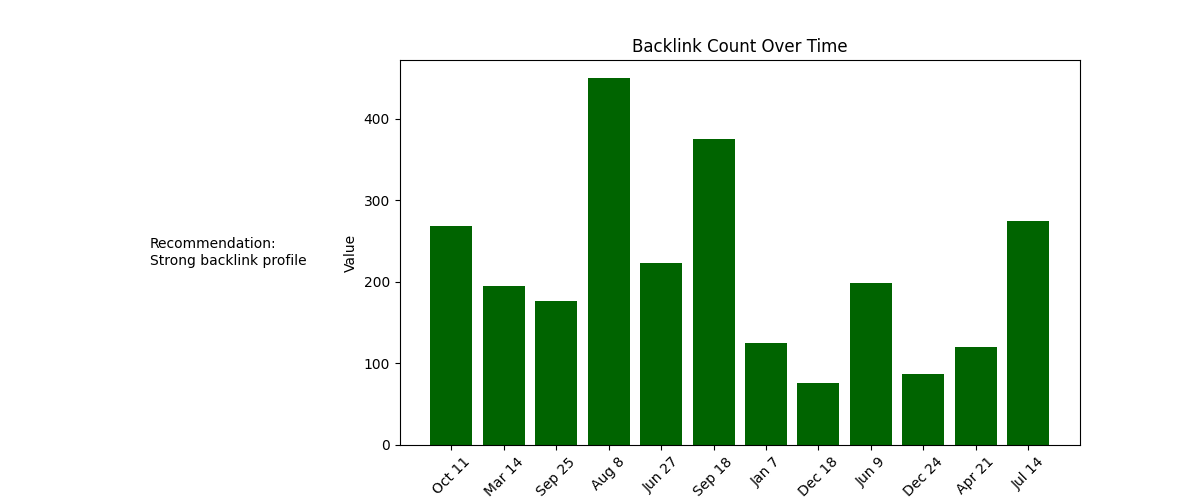 Backlink Count Over Time
Recommendation:
Strong backlink profile
Value
400
300
200
100
0
Oct 11
Mar 14
Sep 25
Aug 8
Jun 27
Sep 18
Jan 7
Dec 18
Jun 9
Dec 24
Apr 21
Jul 14